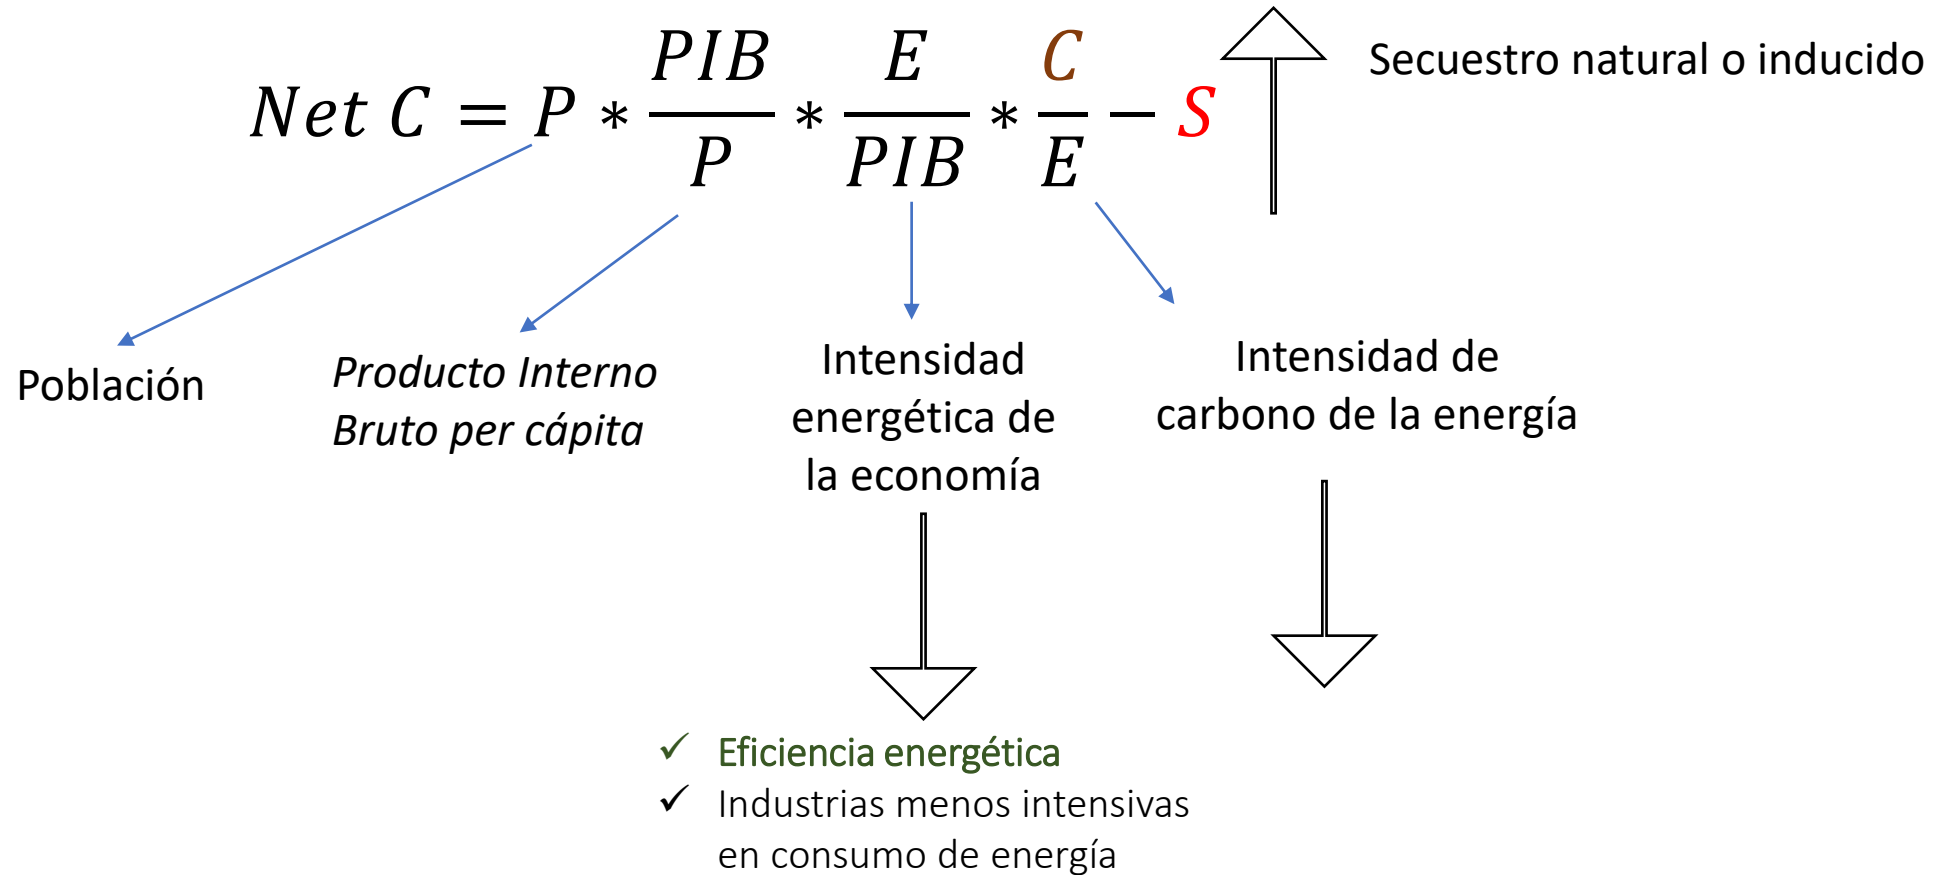 Net C = P * PIB/P * E/PIB * C/E − S
Secuestro natural o inducido
Población
Producto Interno
Bruto per cápita
Intensidad
energética de
la economía
Intensidad de
carbono de la energía
✓ Eficiencia energética
✓ Industrias menos intensivas
en consumo de energía